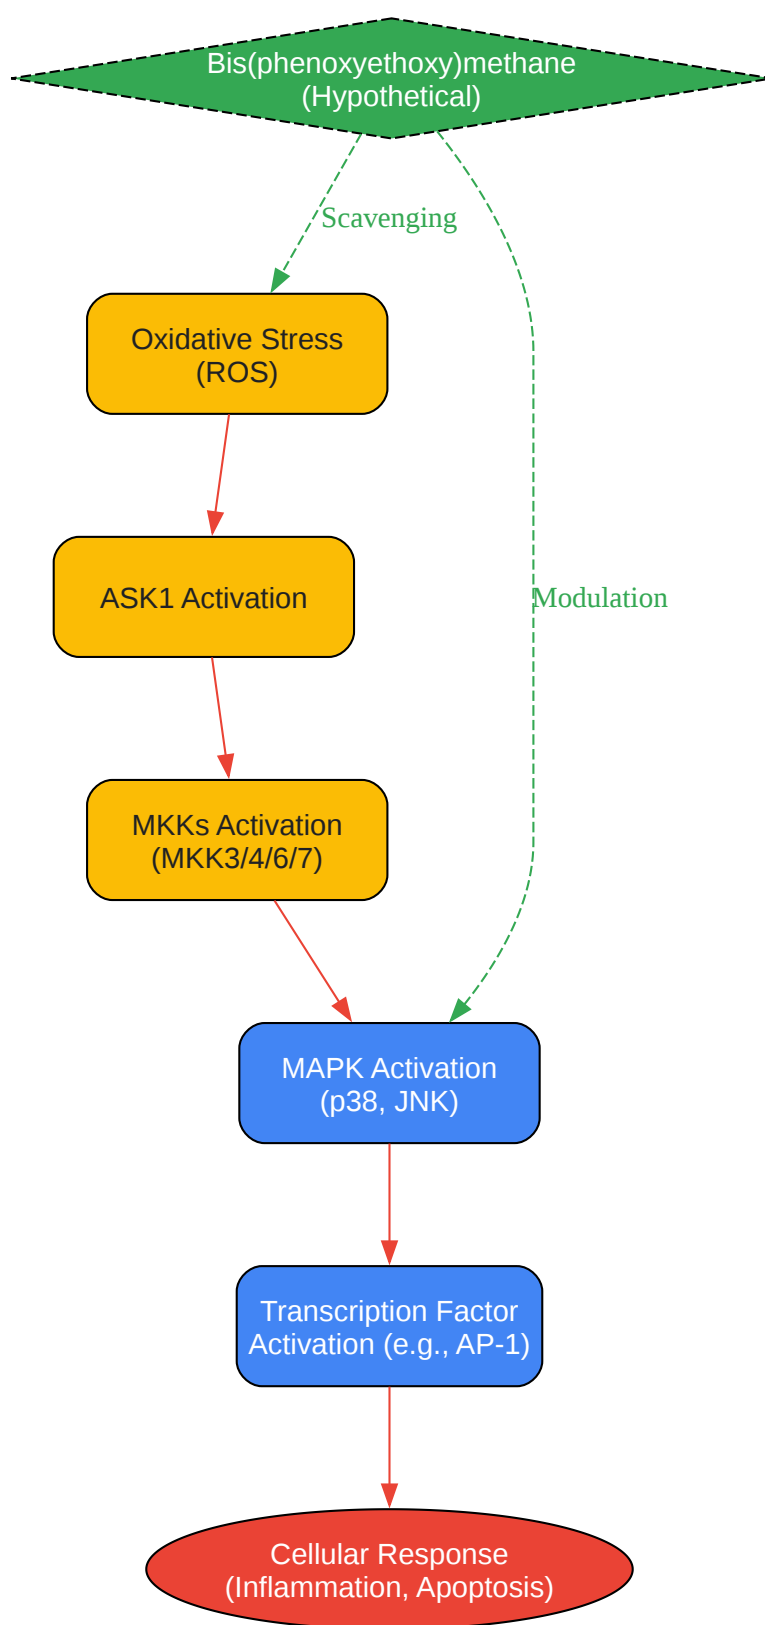 Bis(phenoxyethoxy)methane
(Hypothetical)
Scavenging
Oxidative Stress
(ROS)
ASK1 Activation
Modulation
MKKs Activation
(MKK3/4/6/7)
MAPK Activation
(p38, JNK)
Transcription Factor
Activation (e.g., AP-1)
Cellular Response
(Inflammation, Apoptosis)